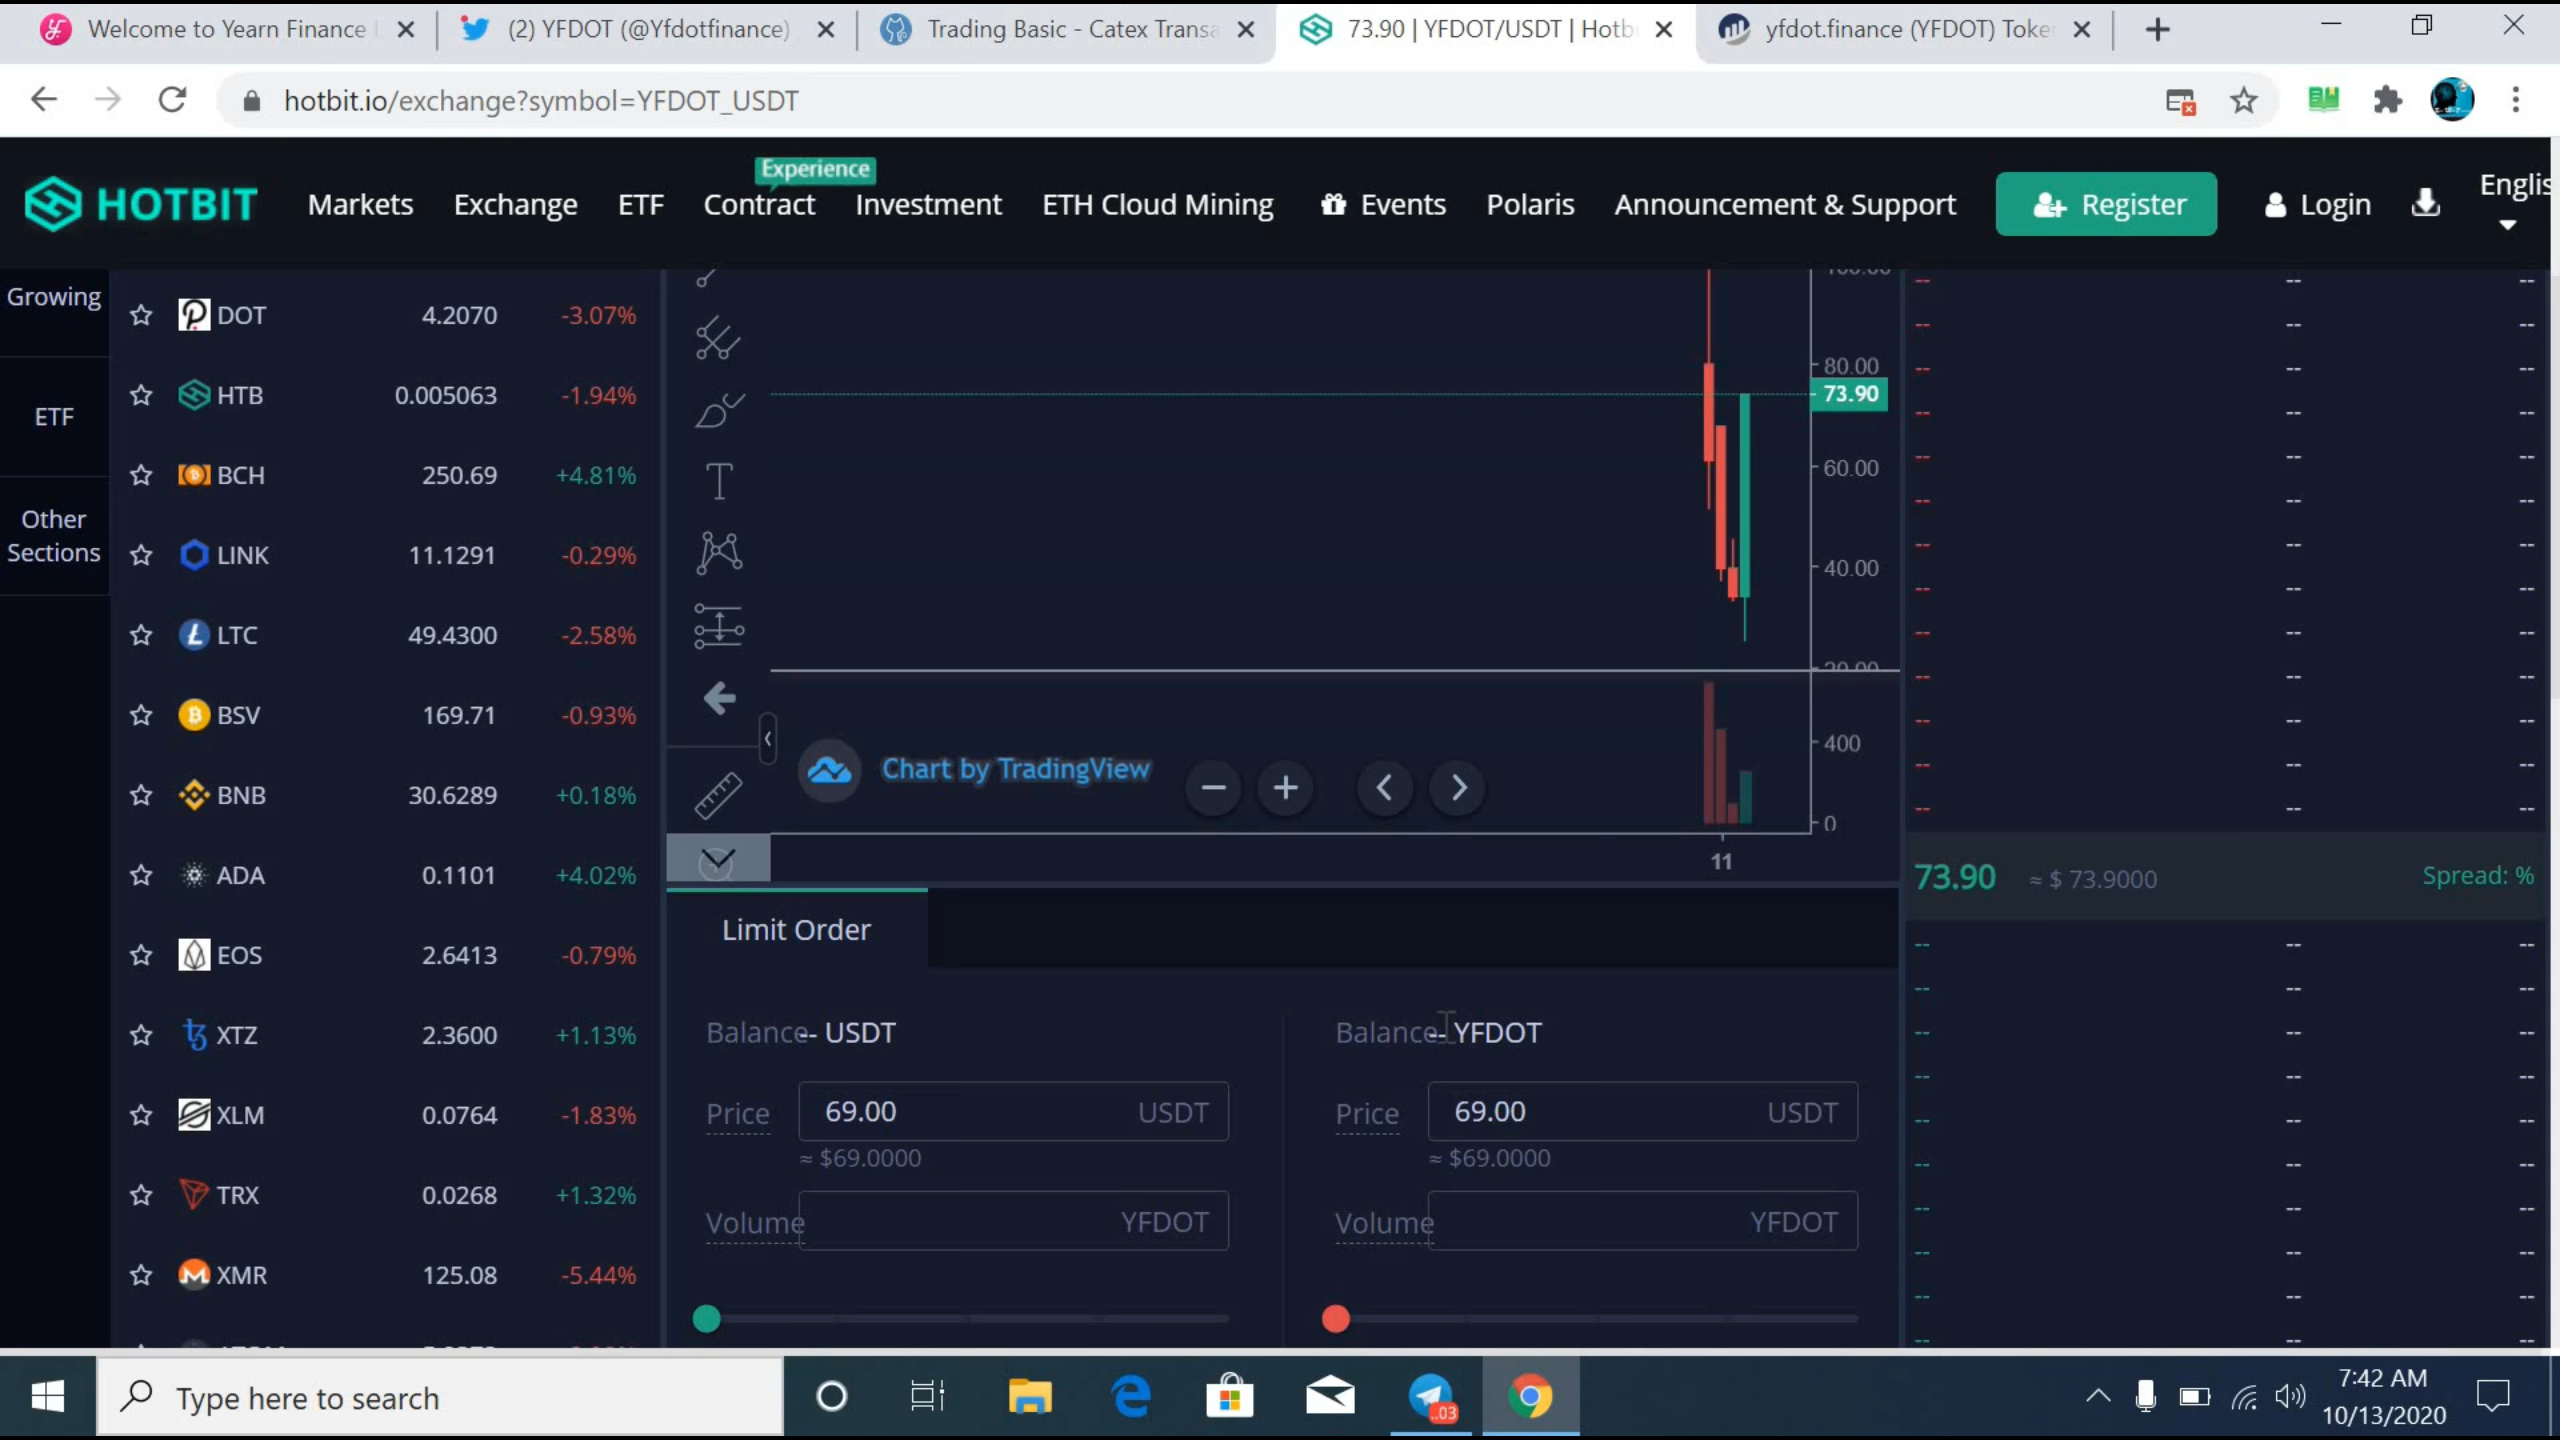 Welcome to Yearn Finance
(2) YFDOT (@Yfdotfinance)
Trading Basic - Catex Transa
73.90 | YFDOT/USDT | Hotb
yfdot.finance (YFDOT) Toke
hotbit.io/exchange?symbol=YFDOT_USDT
HOTBIT
Markets
Exchange
ETF
Experience
Contract
Investment
ETH Cloud Mining
Events
Polaris
Announcement & Support
Register
Login
Englis
Growing
ETF
Other
Sections
DOT 4.2070 -3.07%
HTB 0.005063 -1.94%
BCH 250.69 +4.81%
LINK 11.1291 -0.29%
LTC 49.4300 -2.58%
BSV 169.71 -0.93%
BNB 30.6289 +0.18%
ADA 0.1101 +4.02%
EOS 2.6413 -0.79%
XTZ 2.3600 +1.13%
XLM 0.0764 -1.83%
TRX 0.0268 +1.32%
XMR 125.08 -5.44%
80.00
73.90
60.00
40.00
20.00
400
0
11
Chart by TradingView
73.90 ≈ $ 73.9000 Spread: %
Limit Order
Balance-- USDT
Price 69.00 USDT
≈ $69.0000
Volume YFDOT
Balance-- YFDOT
Price 69.00 USDT
≈ $69.0000
Volume YFDOT
Type here to search
..03
7:42 AM
10/13/2020